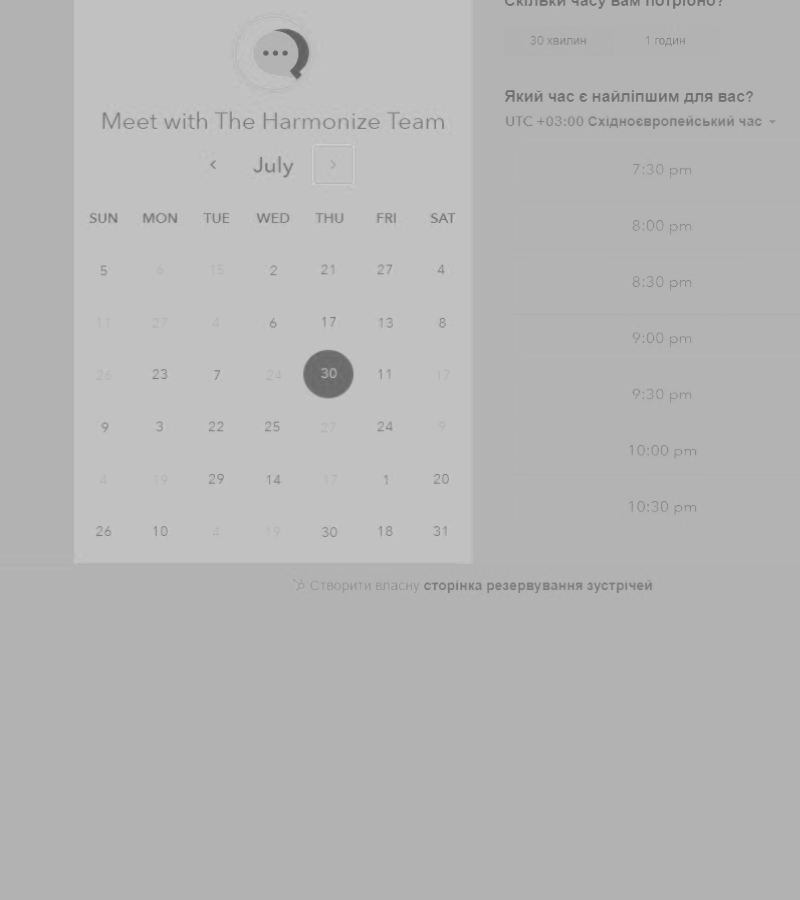 Скільки часу вам потрібно?
30 хвилин 1 годин
Meet with The Harmonize Team
July
SUN MON TUE WED THU FRI SAT
5 6 15 2 21 27 4
11 27 4 6 17 13 8
26 23 7 24 30 11 17
9 3 22 25 27 24 9
4 19 29 14 17 1 20
26 10 4 19 30 18 31
Який час є найліпшим для вас?
UTC +03:00 Східноєвропейський час
7:30 pm
8:00 pm
8:30 pm
9:00 pm
9:30 pm
10:00 pm
10:30 pm
Створити власну сторінка резервування зустрічей